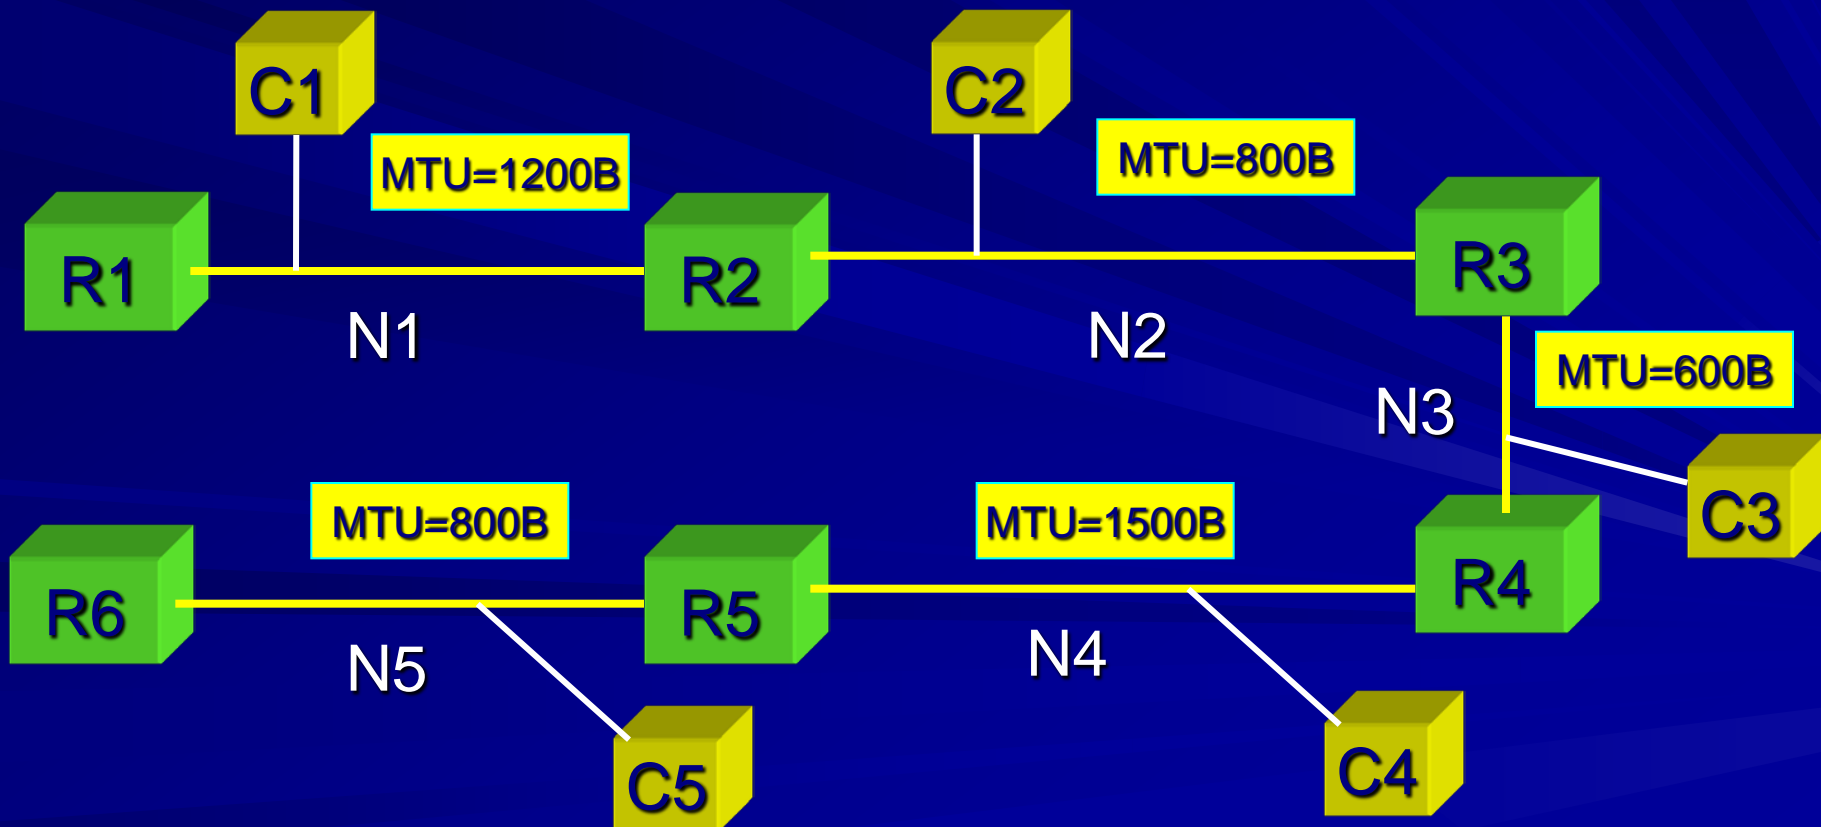 C1
C2
MTU=1200B
MTU=800B
R1
R2
R3
N1
N2
MTU=600B
N3
C3
MTU=800B
MTU=1500B
R6
R5
R4
N5
N4
C5
C4